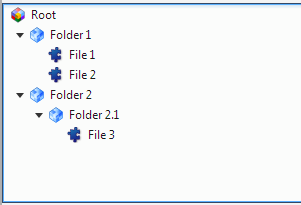 Root
Folder 1
File 1
File 2
Folder 2
Folder 2.1
File 3